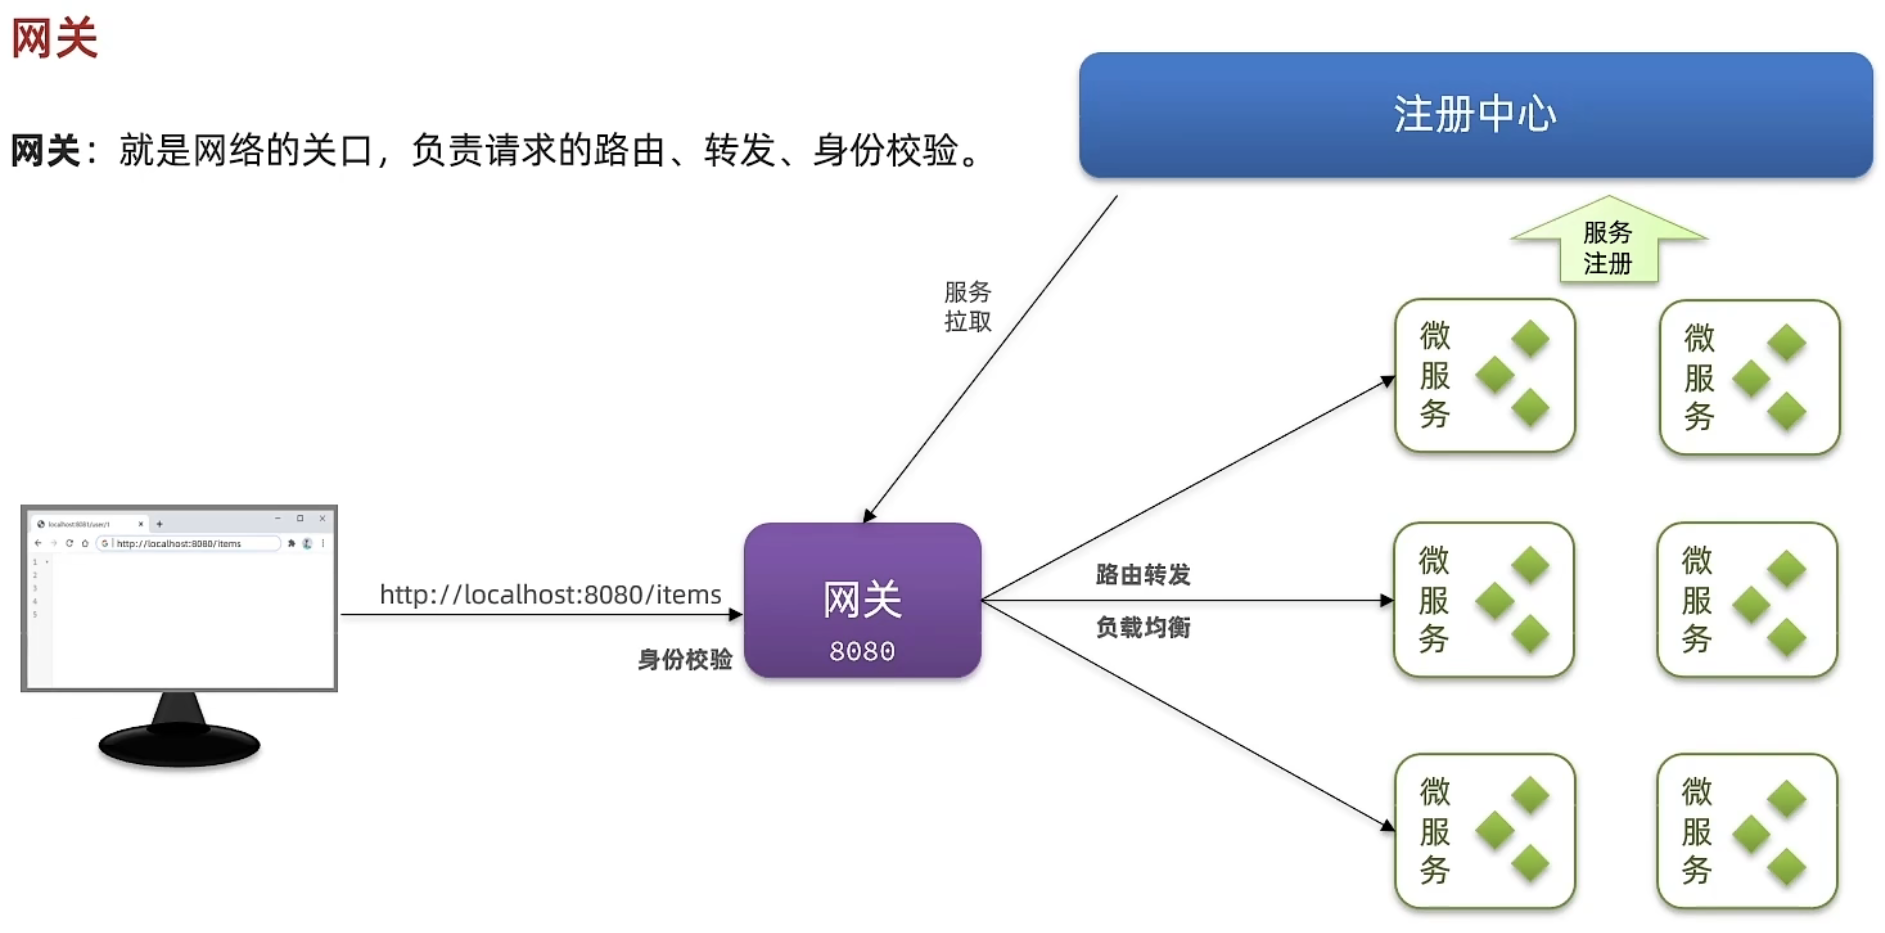 网关
网关：就是网络的关口，负责请求的路由、转发、身份校验。
注册中心
服务
注册
服务
拉取
微
服
务
微
服
务
localhost:8081/user/1
http://localhost:8080/items
1
2
3
4
5
http://localhost:8080/items
身份校验
网关
8080
路由转发
负载均衡
微
服
务
微
服
务
微
服
务
微
服
务